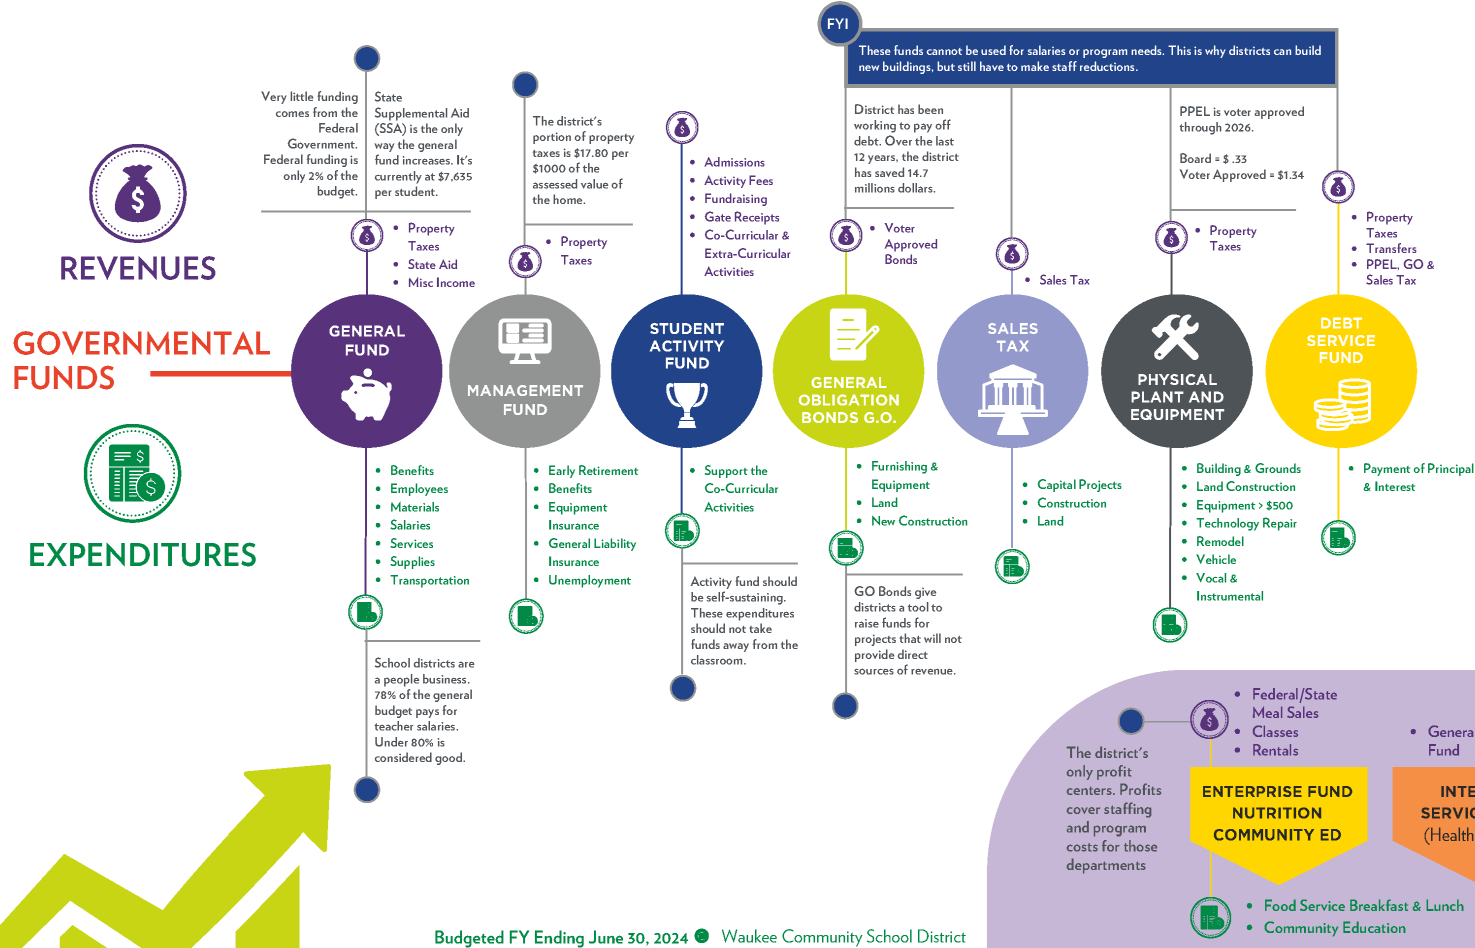 FYI
These funds cannot be used for salaries or program needs. This is why districts can build
new buildings, but still have to make staff reductions.
Very little funding
comes from the
Federal
Government.
Federal funding is
only 2% of the
budget.
State
Supplemental Aid
(SSA) is the only
way the general
fund increases. It's
currently at $7,635
per student.
The district's
portion of property
taxes is $17.80 per
$1000 of the
assessed value of
the home.
District has been
working to pay off
debt. Over the last
12 years, the district
has saved 14.7
millions dollars.
PPEL is voter approved
through 2026.
Board = $ .33
Voter Approved = $1.34
REVENUES
• Property
Taxes
• State Aid
• Misc Income
• Property
Taxes
• Admissions
• Activity Fees
• Fundraising
• Gate Receipts
• Co-Curricular &
Extra-Curricular
Activities
• Voter
Approved
Bonds
• Sales Tax
• Property
Taxes
• Property
Taxes
• Transfers
• PPEL, GO &
Sales Tax
GOVERNMENTAL
FUNDS
GENERAL
FUND
MANAGEMENT
FUND
STUDENT
ACTIVITY
FUND
GENERAL
OBLIGATION
BONDS G.O.
SALES
TAX
PHYSICAL
PLANT AND
EQUIPMENT
DEBT
SERVICE
FUND
EXPENDITURES
• Benefits
• Employees
• Materials
• Salaries
• Services
• Supplies
• Transportation
• Early Retirement
• Benefits
• Equipment
Insurance
• General Liability
Insurance
• Unemployment
• Support the
Co-Curricular
Activities
• Furnishing &
Equipment
• Land
• New Construction
• Capital Projects
• Construction
• Land
• Building & Grounds
• Land Construction
• Equipment > $500
• Technology Repair
• Remodel
• Vehicle
• Vocal &
Instrumental
• Payment of Principal
& Interest
School districts are
a people business.
78% of the general
budget pays for
teacher salaries.
Under 80% is
considered good.
Activity fund should
be self-sustaining.
These expenditures
should not take
funds away from the
classroom.
GO Bonds give
districts a tool to
raise funds for
projects that will not
provide direct
sources of revenue.
The district's
only profit
centers. Profits
cover staffing
and program
costs for those
departments
• Federal/State
Meal Sales
• Classes
• Rentals
ENTERPRISE FUND
NUTRITION
COMMUNITY ED
• Food Service Breakfast & Lunch
• Community Education
• Genera
Fund
INTE
SERVIC
(Health
Budgeted FY Ending June 30, 2024
Waukee Community School District